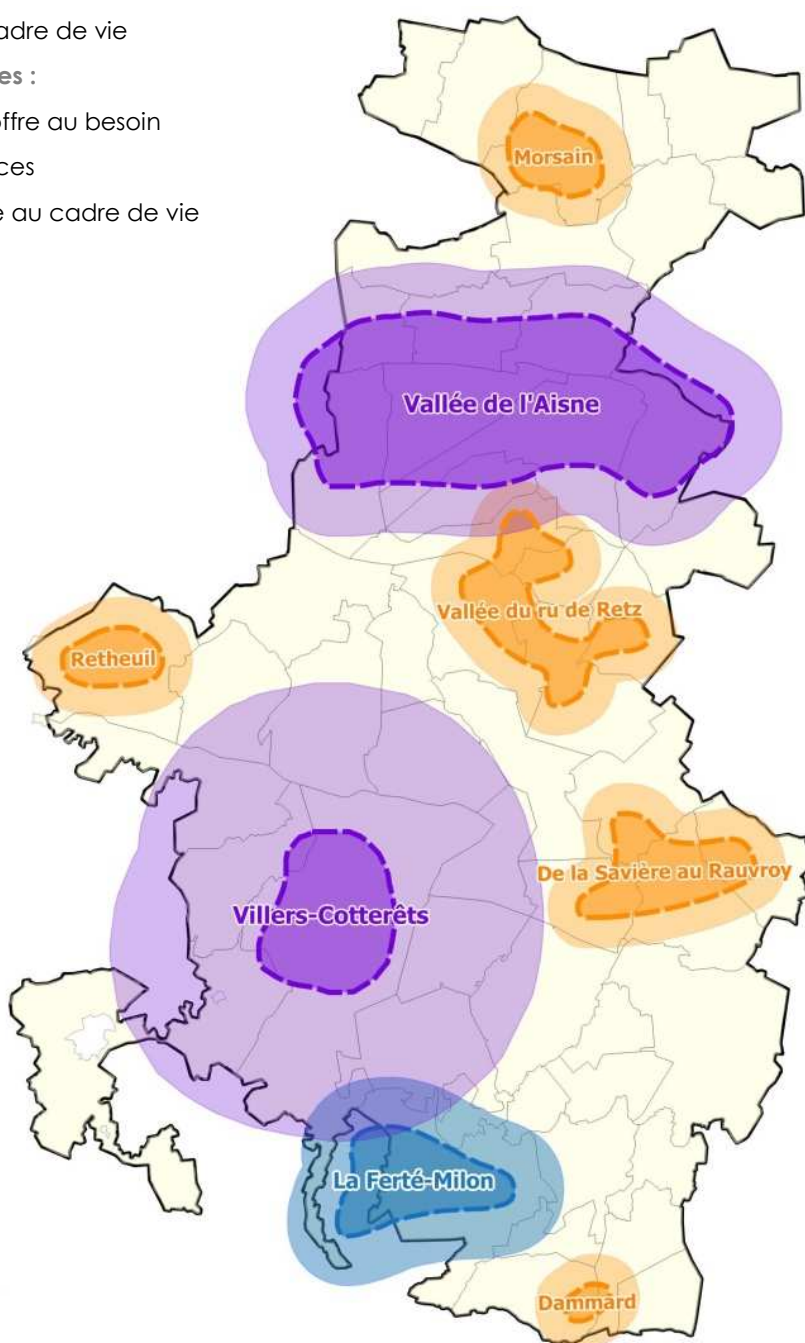 adre de vie
es :
offre au besoin
ces
e au cadre de vie
Morsain
Vallée de l'Aisne
Vallée du ru de Retz
Retheuil
De la Savière au Rauvroy
Villers-Cotterêts
La Ferté-Milon
Dammard